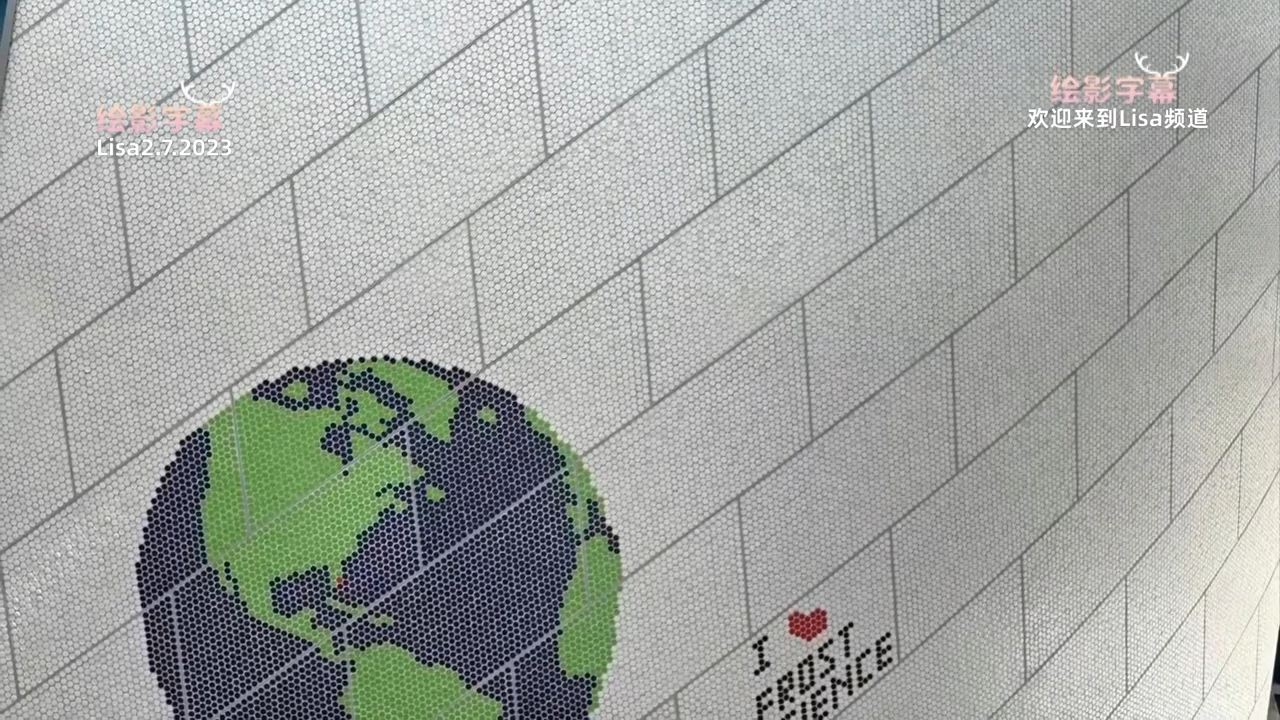 绘影字幕
Lisa2.7.2023
绘影字幕
欢迎来到Lisa频道
I ❤
FROST
SCIENCE